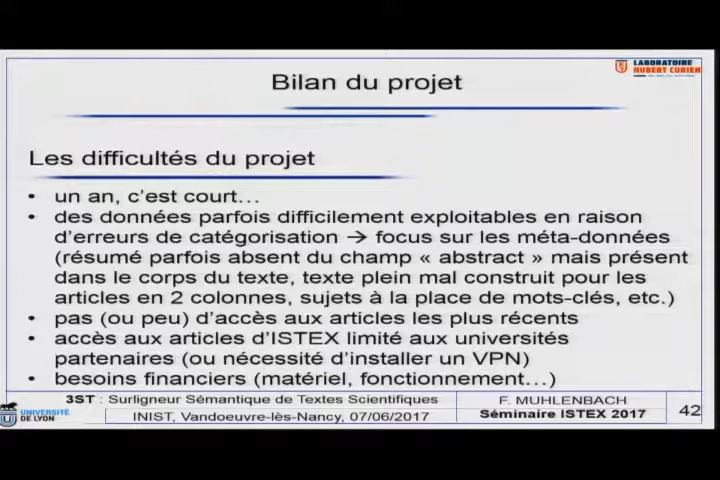 LABORATOIRE
HUBERT CURIEN
Bilan du projet
Les difficultés du projet
• un an, c'est court…
• des données parfois difficilement exploitables en raison
d'erreurs de catégorisation → focus sur les méta-données
(résumé parfois absent du champ « abstract » mais présent
dans le corps du texte, texte plein mal construit pour les
articles en 2 colonnes, sujets à la place de mots-clés, etc.)
• pas (ou peu) d'accès aux articles les plus récents
• accès aux articles d'ISTEX limité aux universités
partenaires (ou nécessité d'installer un VPN)
• besoins financiers (matériel, fonctionnement…)
UNIVERSITÉ
DE LYON
3ST : Surligneur Sémantique de Textes Scientifiques
INIST, Vandoeuvre-lès-Nancy, 07/06/2017
F. MUHLENBACH
Séminaire ISTEX 2017
42